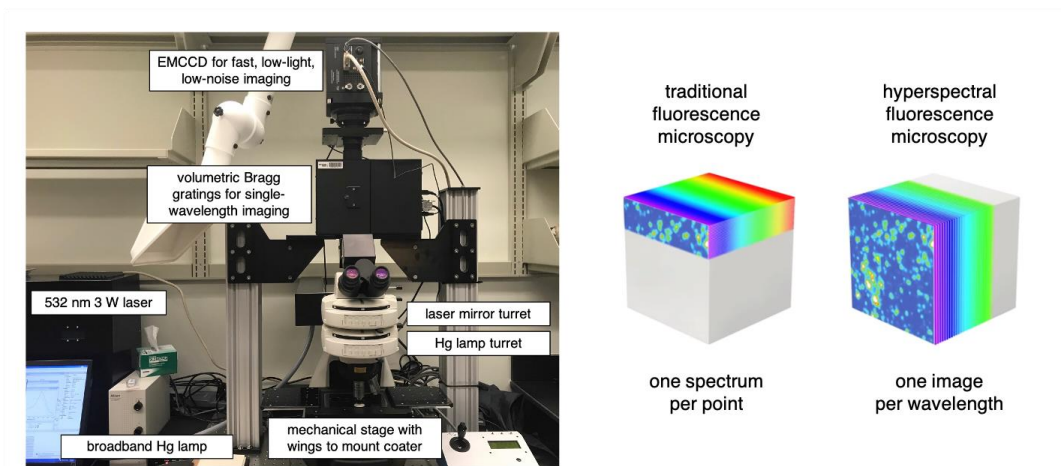 EMCCD for fast, low-light,
low-noise imaging
volumetric Bragg
gratings for single-
wavelength imaging
532 nm 3 W laser
laser mirror turret
Hg lamp turret
mechanical stage with
wings to mount coater
broadband Hg lamp
traditional
fluorescence
microscopy
hyperspectral
fluorescence
microscopy
one spectrum
per point
one image
per wavelength